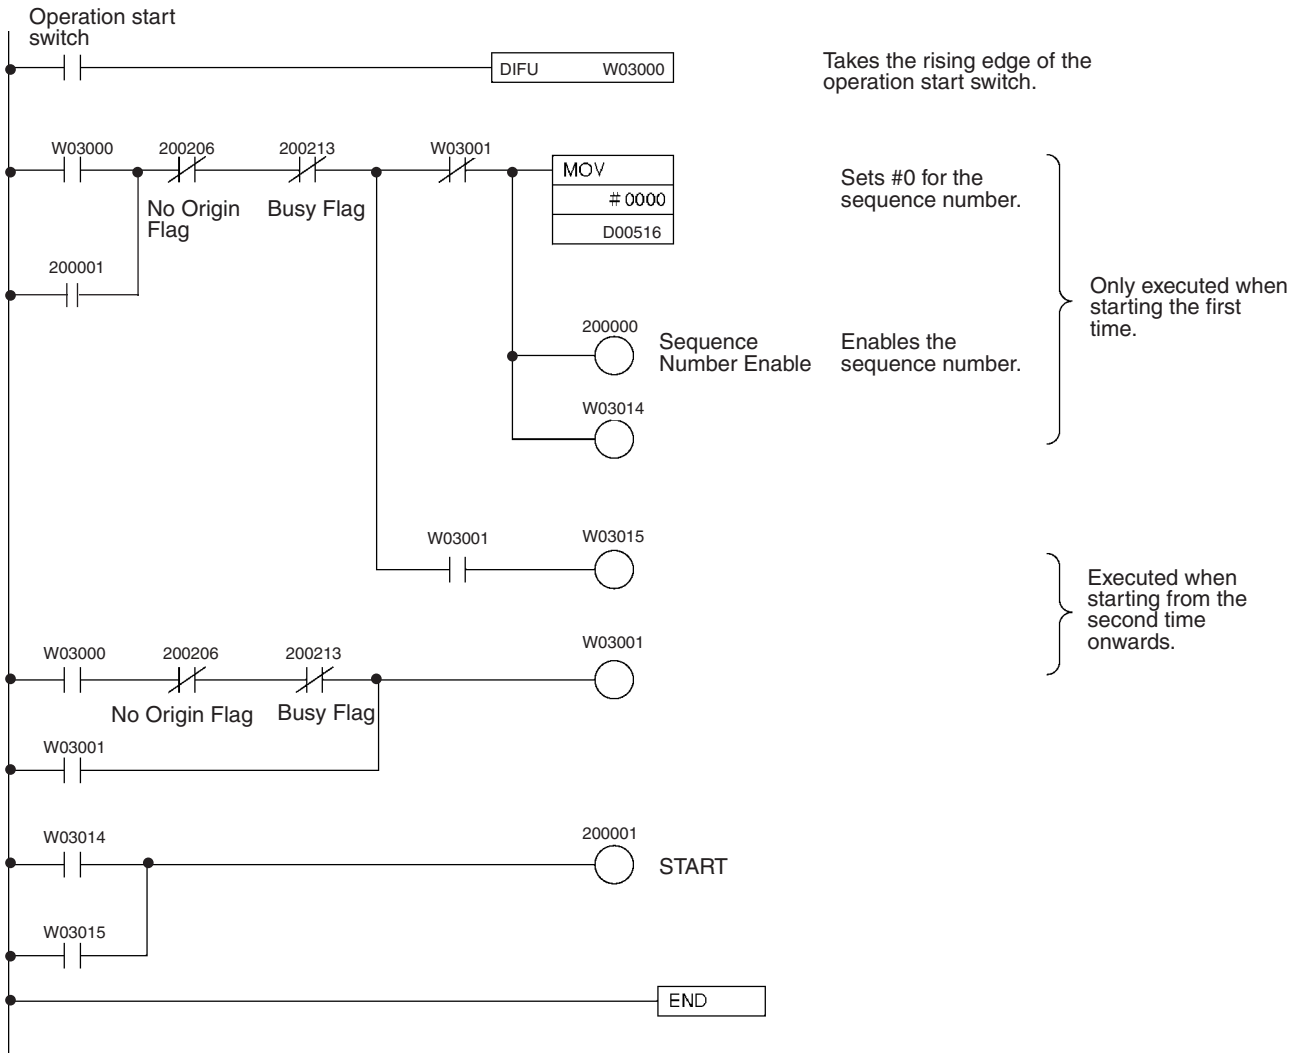 Operation start
switch
DIFU W03000
Takes the rising edge of the
operation start switch.
W03000 200206 200213 W03001
MOV
# 0000
D00516
No Origin
Flag
Busy Flag
Sets #0 for the
sequence number.
200001
Only executed when
starting the first
time.
200000
Sequence
Number Enable
Enables the
sequence number.
W03014
W03001 W03015
Executed when
starting from the
second time
onwards.
W03000 200206 200213 W03001
No Origin Flag Busy Flag
W03001
W03014 200001
START
W03015
END